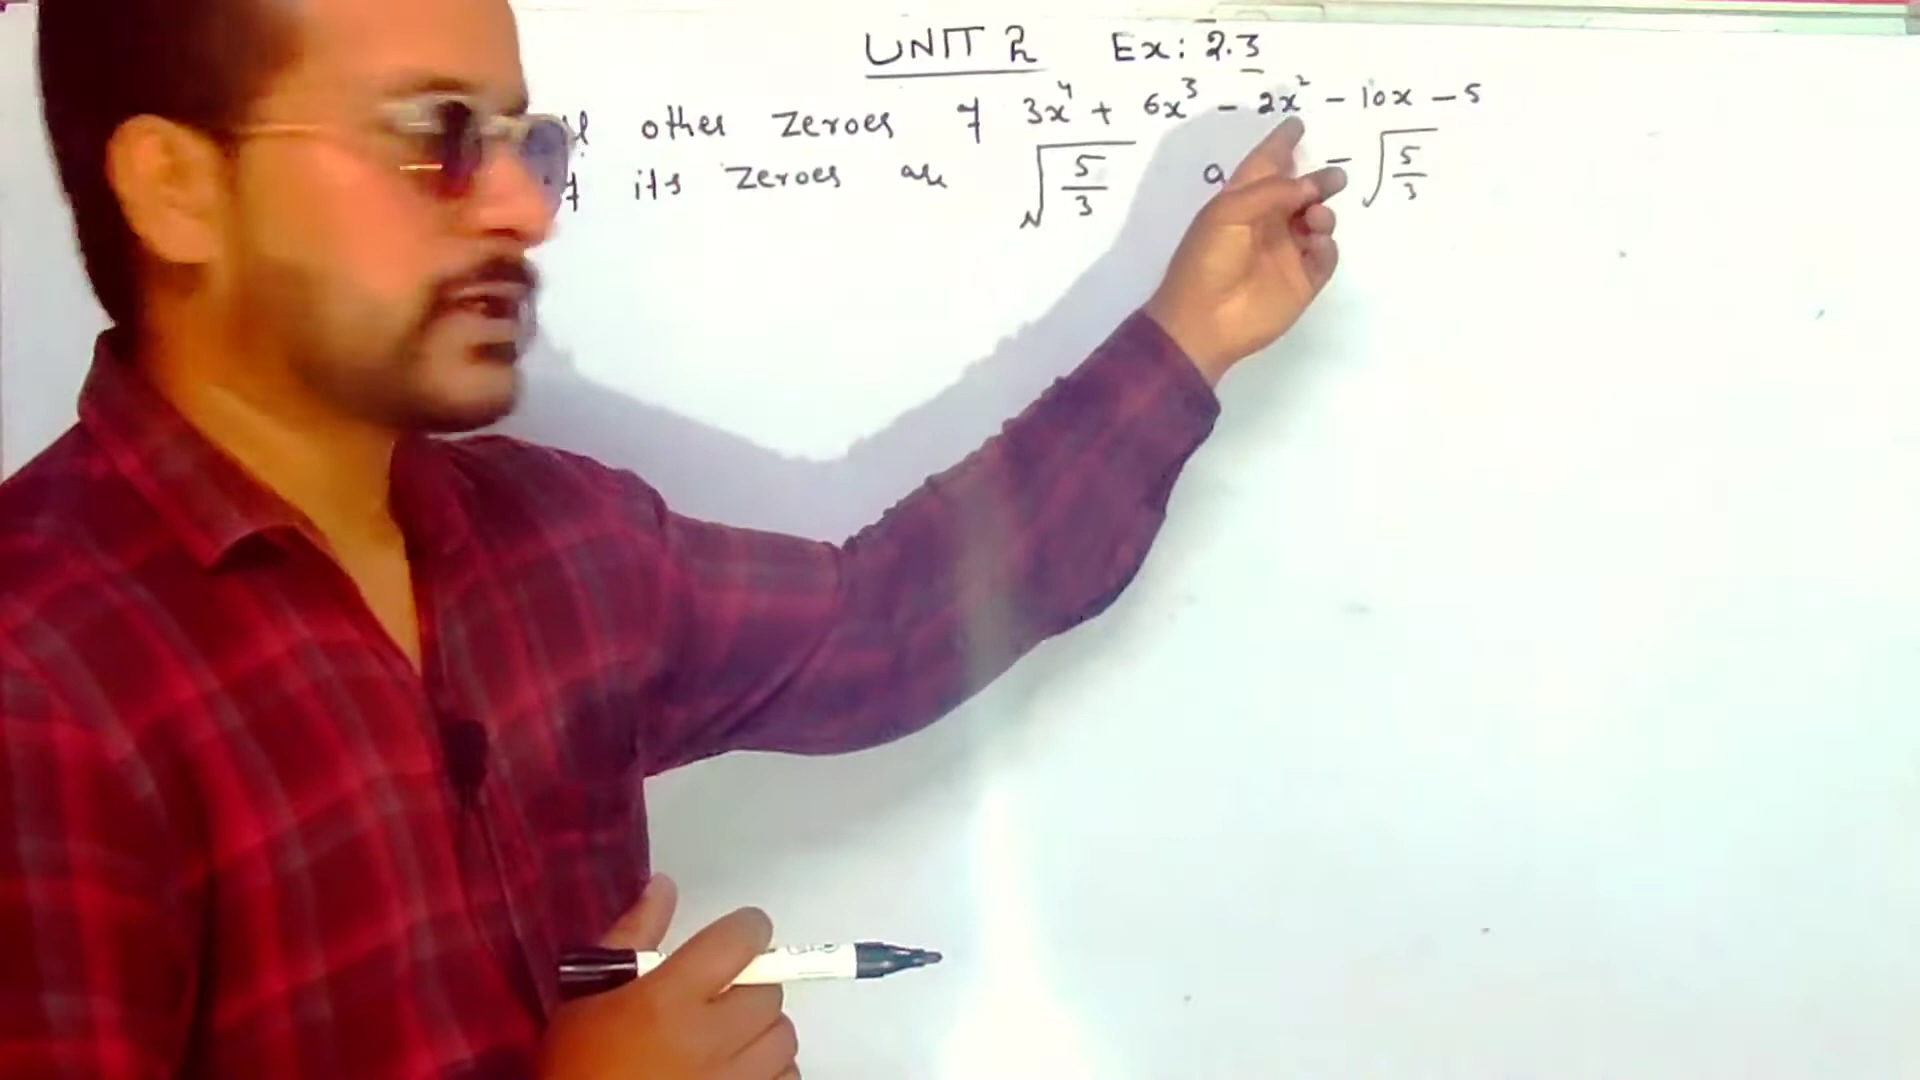 UNIT 2 Ex: 2.3
other zeroes of 3x⁴ + 6x³ - 2x² - 10x - 5
its zeroes are √5/3 - √5/3